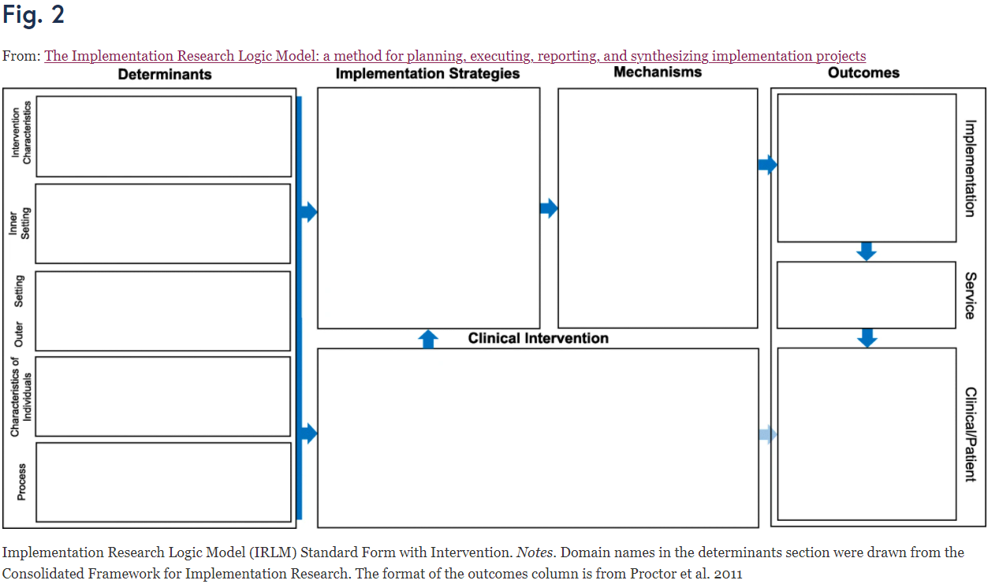 Fig. 2
From: The Implementation Research Logic Model: a method for planning, executing, reporting, and synthesizing implementation projects
Determinants
Implementation Strategies
Mechanisms
Outcomes
Intervention
Characteristics
Inner
Setting
Outer Setting
Characteristics of
Individuals
Process
Clinical Intervention
Implementation
Service
Clinical/Patient
Implementation Research Logic Model (IRLM) Standard Form with Intervention. Notes. Domain names in the determinants section were drawn from the
Consolidated Framework for Implementation Research. The format of the outcomes column is from Proctor et al. 2011